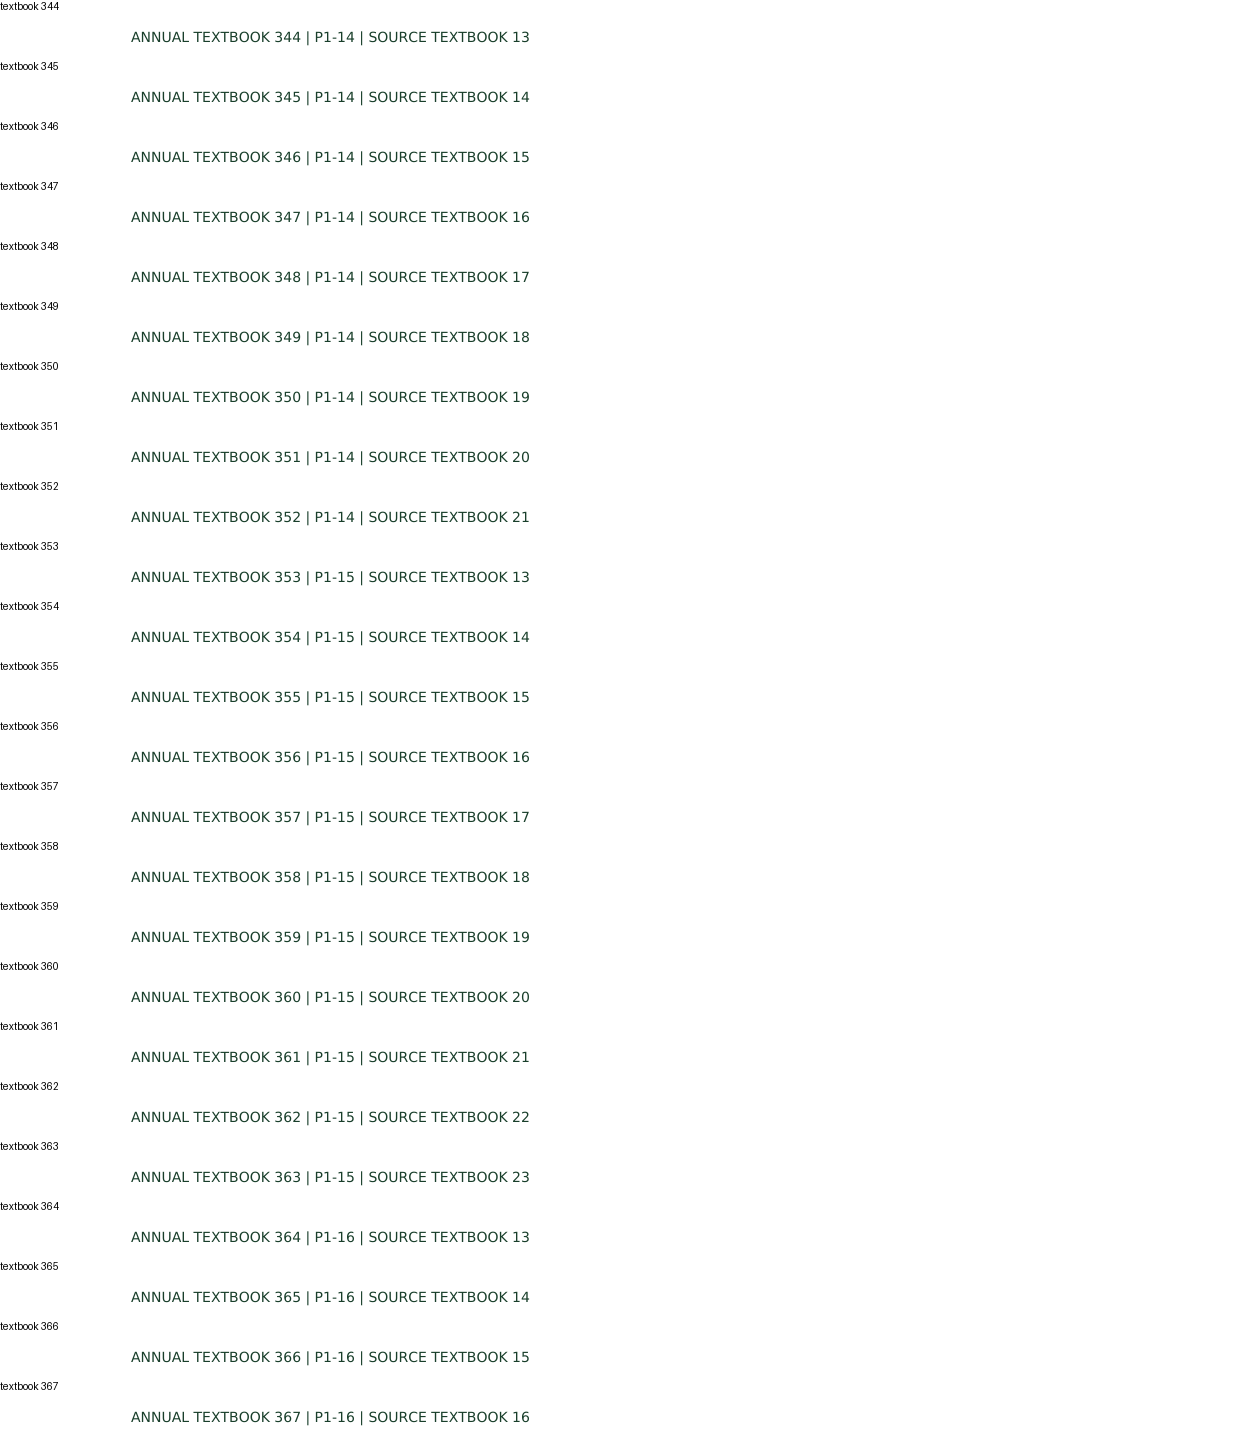 textbook 344
ANNUAL TEXTBOOK 344 | P1-14 | SOURCE TEXTBOOK 13
textbook 345
ANNUAL TEXTBOOK 345 | P1-14 | SOURCE TEXTBOOK 14
textbook 346
ANNUAL TEXTBOOK 346 | P1-14 | SOURCE TEXTBOOK 15
textbook 347
ANNUAL TEXTBOOK 347 | P1-14 | SOURCE TEXTBOOK 16
textbook 348
ANNUAL TEXTBOOK 348 | P1-14 | SOURCE TEXTBOOK 17
textbook 349
ANNUAL TEXTBOOK 349 | P1-14 | SOURCE TEXTBOOK 18
textbook 350
ANNUAL TEXTBOOK 350 | P1-14 | SOURCE TEXTBOOK 19
textbook 351
ANNUAL TEXTBOOK 351 | P1-14 | SOURCE TEXTBOOK 20
textbook 352
ANNUAL TEXTBOOK 352 | P1-14 | SOURCE TEXTBOOK 21
textbook 353
ANNUAL TEXTBOOK 353 | P1-15 | SOURCE TEXTBOOK 13
textbook 354
ANNUAL TEXTBOOK 354 | P1-15 | SOURCE TEXTBOOK 14
textbook 355
ANNUAL TEXTBOOK 355 | P1-15 | SOURCE TEXTBOOK 15
textbook 356
ANNUAL TEXTBOOK 356 | P1-15 | SOURCE TEXTBOOK 16
textbook 357
ANNUAL TEXTBOOK 357 | P1-15 | SOURCE TEXTBOOK 17
textbook 358
ANNUAL TEXTBOOK 358 | P1-15 | SOURCE TEXTBOOK 18
textbook 359
ANNUAL TEXTBOOK 359 | P1-15 | SOURCE TEXTBOOK 19
textbook 360
ANNUAL TEXTBOOK 360 | P1-15 | SOURCE TEXTBOOK 20
textbook 361
ANNUAL TEXTBOOK 361 | P1-15 | SOURCE TEXTBOOK 21
textbook 362
ANNUAL TEXTBOOK 362 | P1-15 | SOURCE TEXTBOOK 22
textbook 363
ANNUAL TEXTBOOK 363 | P1-15 | SOURCE TEXTBOOK 23
textbook 364
ANNUAL TEXTBOOK 364 | P1-16 | SOURCE TEXTBOOK 13
textbook 365
ANNUAL TEXTBOOK 365 | P1-16 | SOURCE TEXTBOOK 14
textbook 366
ANNUAL TEXTBOOK 366 | P1-16 | SOURCE TEXTBOOK 15
textbook 367
ANNUAL TEXTBOOK 367 | P1-16 | SOURCE TEXTBOOK 16